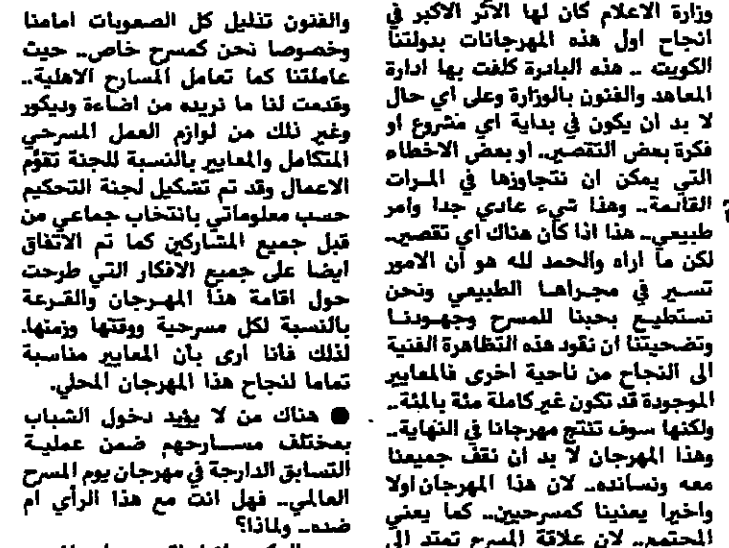 وزارة الاعلام كان لها الأثر الأكبر في
انجاح اول هذه المهرجانات بدولتنا
الكويت .. هذه البادرة كلفت بها ادارة
المعاهد والفنون بالوزارة وعلى اي حال
لا بد ان يكون في بداية اي مشروع او
فكرة بعض التقصير.. او بعض الاخطاء
التي يمكن ان نتجاوزها في المرات
القادمة.. وهذا شيء عادي جدا وامر
طبيعي.. هذا اذا كان هناك اي تقصير..
لكن ما اراه والحمد لله هو ان الامور
تسير في مجراها الطبيعي ونحن
نستطيع بحبنا للمسرح وجهودنا
وتضحيتنا ان نقود هذه التظاهرة الفنية
الى النجاح من ناحية اخرى فالمعايير
الموجودة قد تكون غير كاملة مئة بالمئة..
ولكنها سوف تنتج مهرجانا في النهاية..
وهذا المهرجان لا بد ان نقف جميعنا
معه ونسانده.. لان هذا المهرجان اولا
واخيرا يعنينا كمسرحيين.. كما يعني
المجتمع.. لان علاقة المسرح تمتد الى
والفنون تذليل كل الصعوبات امامنا
وخصوصا نحن كمسرح خاص.. حيث
عاملتنا كما تعامل المسارح الاهلية..
وقدمت لنا ما نريده من اضاءة وديكور
وغير ذلك من لوازم العمل المسرحي
المتكامل والمعايير بالنسبة للجنة تقوّم
الاعمال وقد تم تشكيل لجنة التحكيم
حسب معلوماتي بانتخاب جماعي من
قبل جميع المشاركين كما تم الاتفاق
ايضا على جميع الافكار التي طرحت
حول اقامة هذا المهرجان والقرعة
بالنسبة لكل مسرحية ووقتها وزمنها.
لذلك فأنا ارى بأن المعايير مناسبة
تماما لنجاح هذا المهرجان المحلي.
● هناك من لا يؤيد دخول الشباب
بمختلف مسارحهم ضمن عملية
التسابق الدارجة في مهرجان يوم المسرح
العالمي.. فهل انت مع هذا الرأي ام
ضده.. ولماذا؟